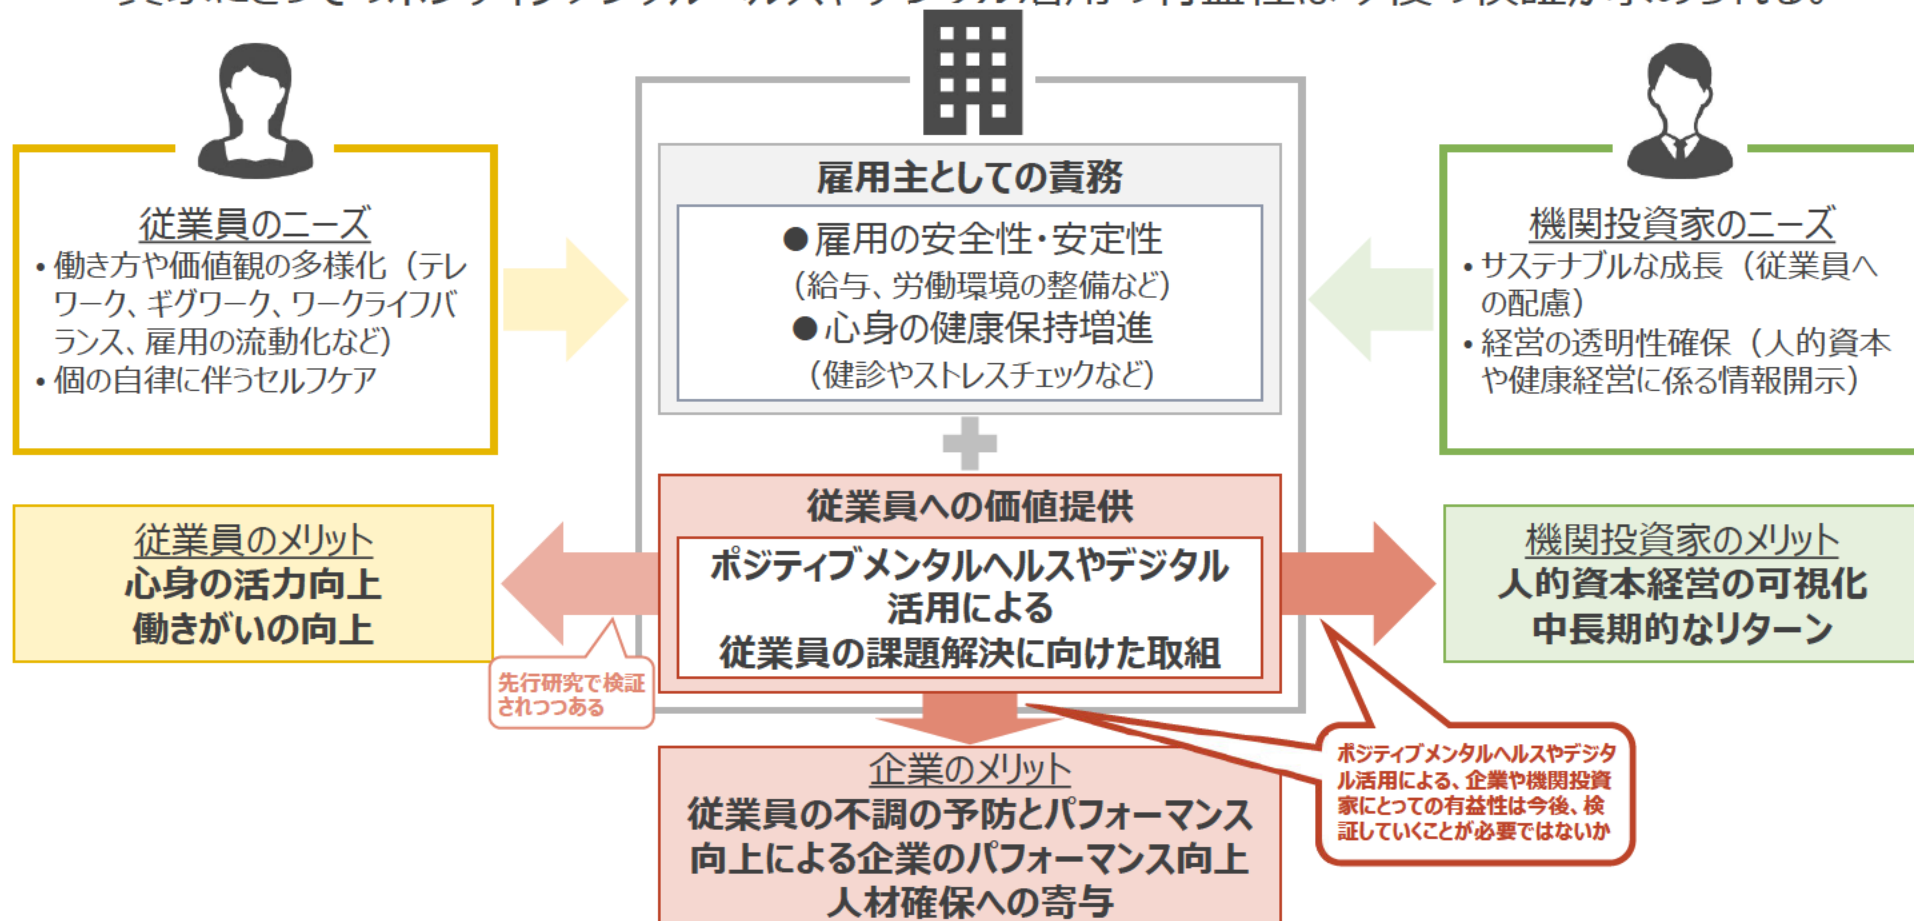 従業員のニーズ
• 働き方や価値観の多様化（テレ
ワーク、ギグワーク、ワークライフバ
ランス、雇用の流動化など）
• 個の自律に伴うセルフケア
雇用主としての責務
●雇用の安全性・安定性
（給与、労働環境の整備など）
●心身の健康保持増進
（健診やストレスチェックなど）
機関投資家のニーズ
• サステナブルな成長（従業員へ
の配慮）
• 経営の透明性確保（人的資本
や健康経営に係る情報開示）
従業員のメリット
心身の活力向上
働きがいの向上
従業員への価値提供
ポジティブメンタルヘルスやデジタル
活用による
従業員の課題解決に向けた取組
機関投資家のメリット
人的資本経営の可視化
中長期的なリターン
先行研究で検証
されつつある
企業のメリット
従業員の不調の予防とパフォーマンス
向上による企業のパフォーマンス向上
人材確保への寄与
ポジティブメンタルヘルスやデジタ
ル活用による、企業や機関投資
家にとっての有益性は今後、検
証していくことが必要ではないか